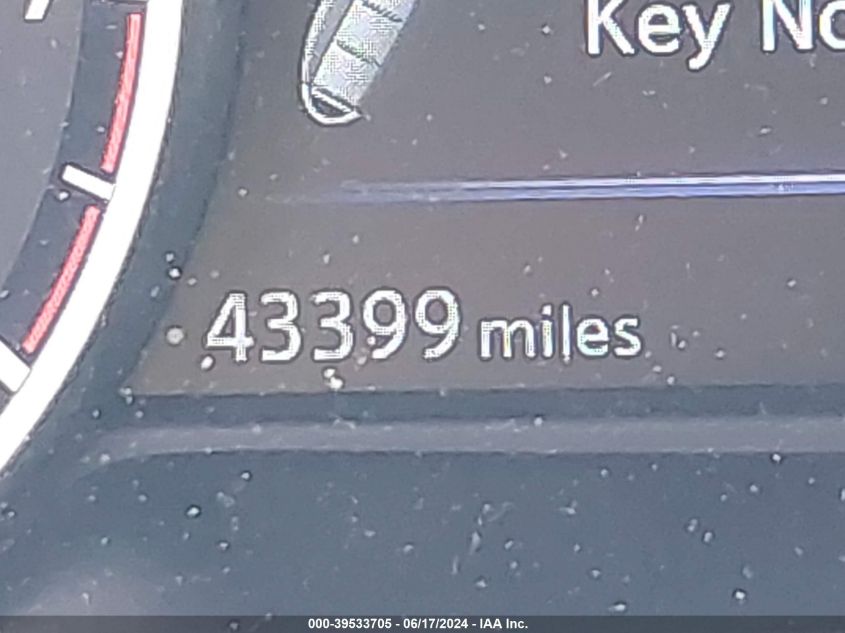 Key No
43399 miles
000-39533705 - 06/17/2024 - IAA Inc.